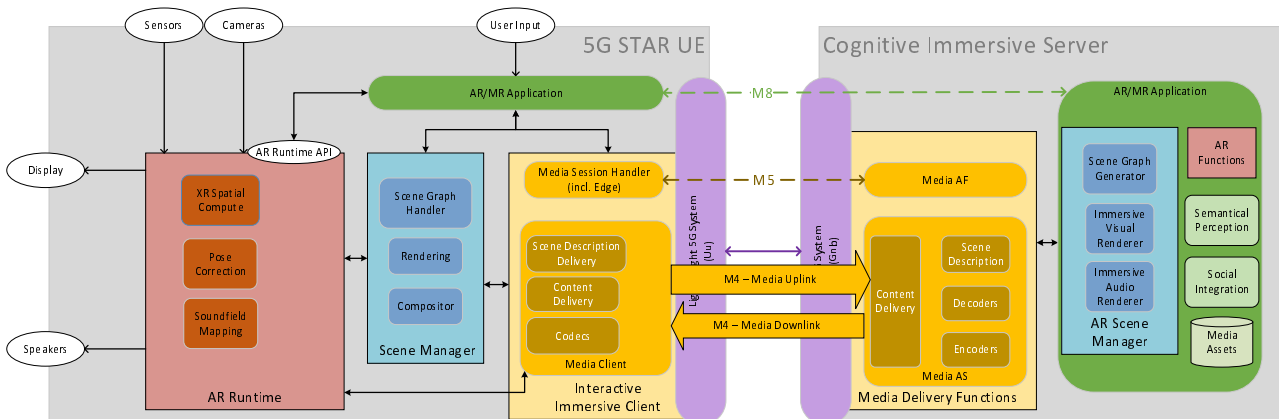 Sensors
Cameras
User Input
5G STAR UE
Cognitive Immersive Server
AR/MR Application
M8
AR/MR Application
AR Runtime API
Display
XR Spatial
Compute
Pose
Correction
Soundfield
Mapping
Speakers
AR Runtime
Scene Graph
Handler
Rendering
Compositor
Scene Manager
Media Session Handler
(incl. Edge)
Scene Description
Delivery
Content
Delivery
Codecs
Media Client
Interactive
Immersive Client
5G System
(Uu)
System
(Gnb)
M5
M4 – Media Uplink
M4 – Media Downlink
Media AF
Content
Delivery
Scene
Description
Decoders
Encoders
Media AS
Media Delivery Functions
Scene Graph
Generator
Immersive
Visual
Renderer
Immersive
Audio
Renderer
AR Scene
Manager
AR
Functions
Semantical
Perception
Social
Integration
Media
Assets